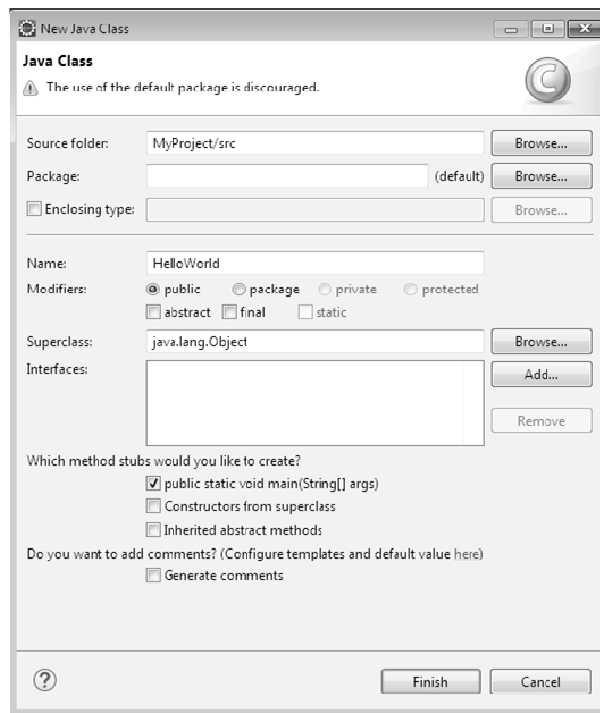 New Java Class
Java Class
The use of the default package is discouraged.
Source folder: MyProject/src Browse...
Package: (default) Browse...
Enclosing type: Browse...
Name: HelloWorld
Modifiers: public package private protected
abstract final static
Superclass: java.lang.Object Browse...
Interfaces: Add...
Remove
Which method stubs would you like to create?
public static void main(String[] args)
Constructors from superclass
Inherited abstract methods
Do you want to add comments? (Configure templates and default value here)
Generate comments
? Finish Cancel